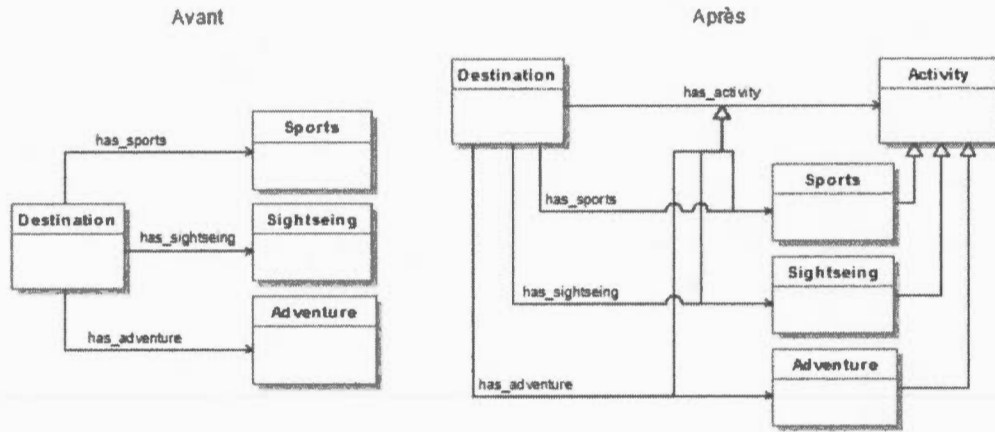 Avant
Sports
has_sports
Destination
Sightseing
has_sightseing
Adventure
has_adventure
Après
Destination
Activity
has_activity
Sports
has_sports
Sightseing
has_sightseing
Adventure
has_adventure